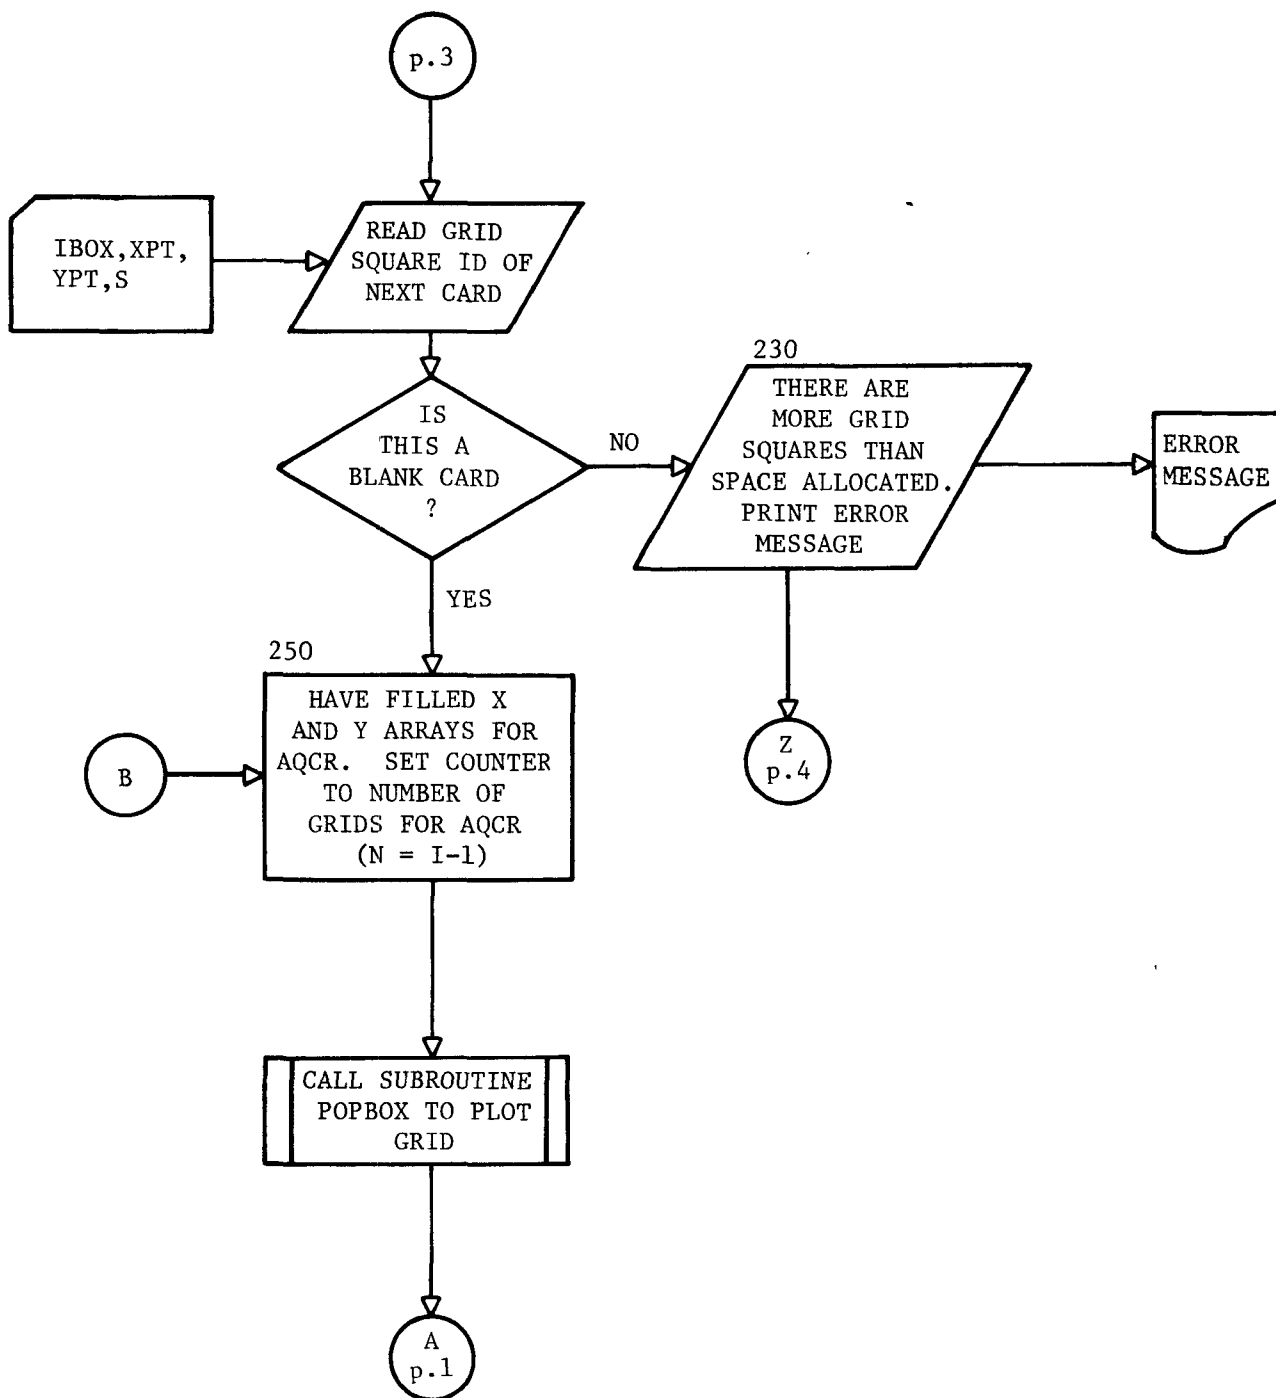 p.3
IBOX,XPT,
YPT,S
READ GRID
SQUARE ID OF
NEXT CARD
IS
THIS A
BLANK CARD
?
NO
230
THERE ARE
MORE GRID
SQUARES THAN
SPACE ALLOCATED.
PRINT ERROR
MESSAGE
ERROR
MESSAGE
YES
Z
p.4
250
HAVE FILLED X
AND Y ARRAYS FOR
AQCR. SET COUNTER
TO NUMBER OF
GRIDS FOR AQCR
(N = I-1)
B
CALL SUBROUTINE
POPBOX TO PLOT
GRID
A
p.1